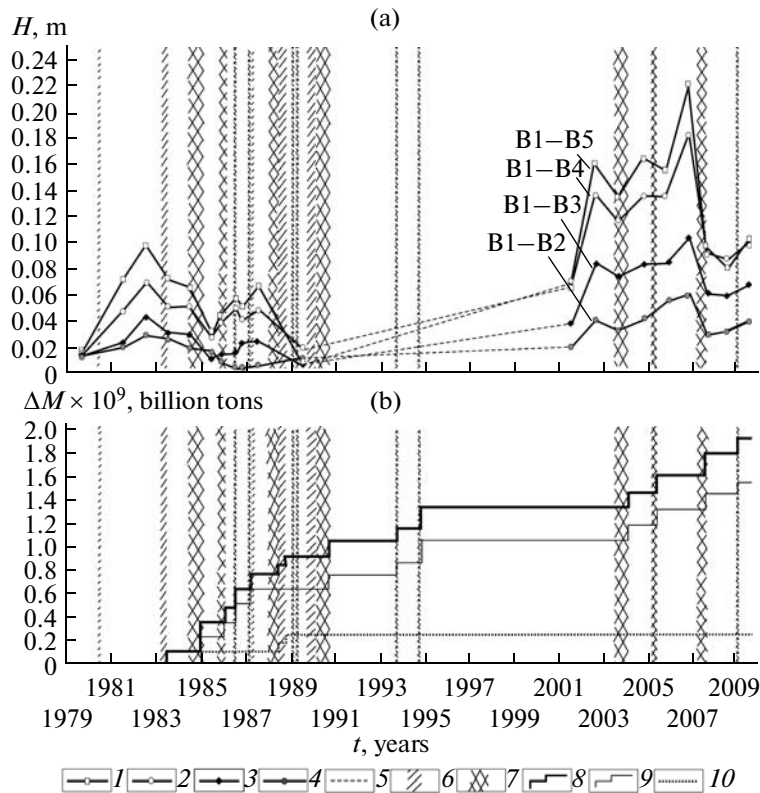 (a)
H, m
0.24
0.22
0.20
0.18
0.16
0.14
0.12
0.10
0.08
0.06
0.04
0.02
0
B1–B5
B1–B4
B1–B3
B1–B2
(b)
ΔM × 10⁹, billion tons
2.0
1.8
1.6
1.4
1.2
1.0
0.8
0.6
0.4
0.2
0
1981 1985 1989 1993 1997 2001 2005 2009
1979 1983 1987 1991 1995 1999 2003 2007
t, years
1 2 3 4 5 6 7 8 9 10